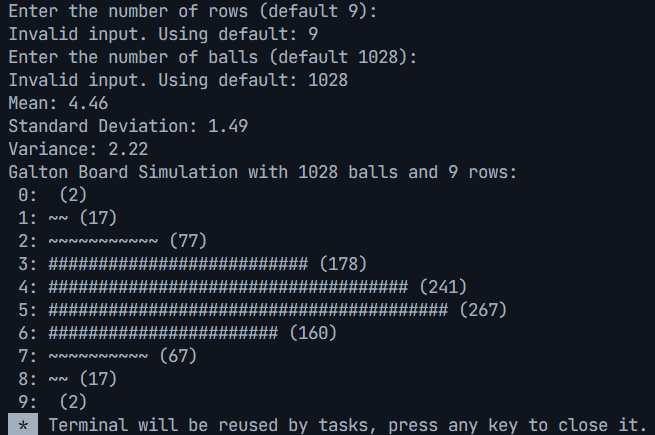 Enter the number of rows (default 9):
Invalid input. Using default: 9
Enter the number of balls (default 1028):
Invalid input. Using default: 1028
Mean: 4.46
Standard Deviation: 1.49
Variance: 2.22
Galton Board Simulation with 1028 balls and 9 rows:
0:  (2)
1: ~~ (17)
2: ~~~~~~~~~~~ (77)
3: ########################## (178)
4: #################################### (241)
5: ######################################## (267)
6: ####################### (160)
7: ~~~~~~~~~~ (67)
8: ~~ (17)
9:  (2)
* Terminal will be reused by tasks, press any key to close it.